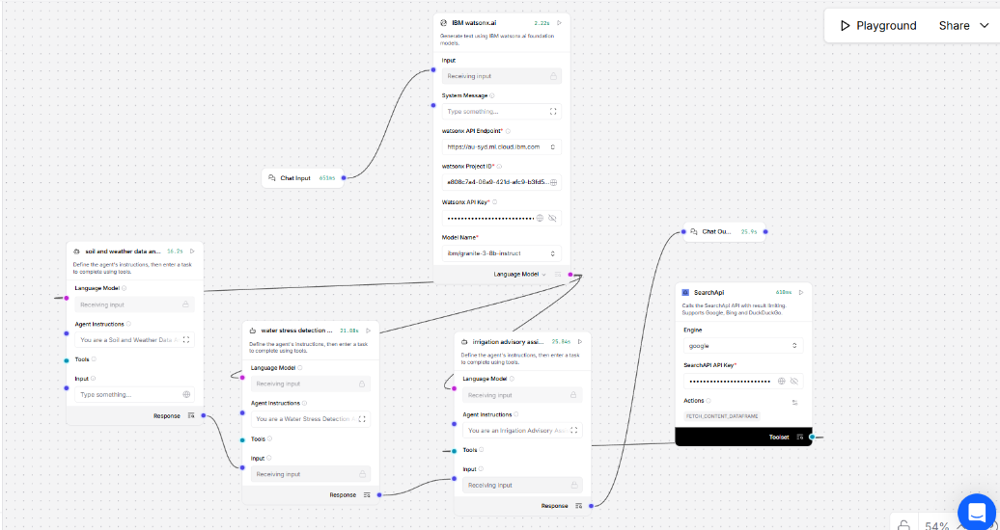 Playground
Share
IBM watsonx.ai 2.22s
Generate text using IBM watsonx.ai foundation
models.
Input
Receiving input
System Message
Type something...
watsonx API Endpoint*
https://au-syd.ml.cloud.ibm.com
watsonx Project ID*
Watsonx API Key*
Model Name*
ibm/granite-3-8b-instruct
Language Model
Chat Input 651ms
soil and weather data an... 16.2s
Define the agent's instructions, then enter a task
to complete using tools.
Language Model
Receiving input
Agent Instructions
You are a Soil and Weather Data
Tools
Input
Type something...
Response
water stress detection ... 21.88s
Define the agent's instructions, then enter a task
to complete using tools.
Language Model
Receiving input
Agent Instructions
You are a Water Stress Detection
Tools
Input
Receiving input
Response
irrigation advisory assi... 25.84s
Define the agent's instructions, then enter a task
to complete using tools.
Language Model
Receiving input
Agent Instructions
You are an Irrigation Advisory
Tools
Input
Receiving input
Response
Chat Ou... 25.9s
SearchApi 618ms
Calls the SearchApi API with result limiting.
Supports Google, Bing and DuckDuckGo.
Engine
google
SearchAPI API Key*
Actions
FETCH_CONTENT_DATAFRAME
Toolset
54%